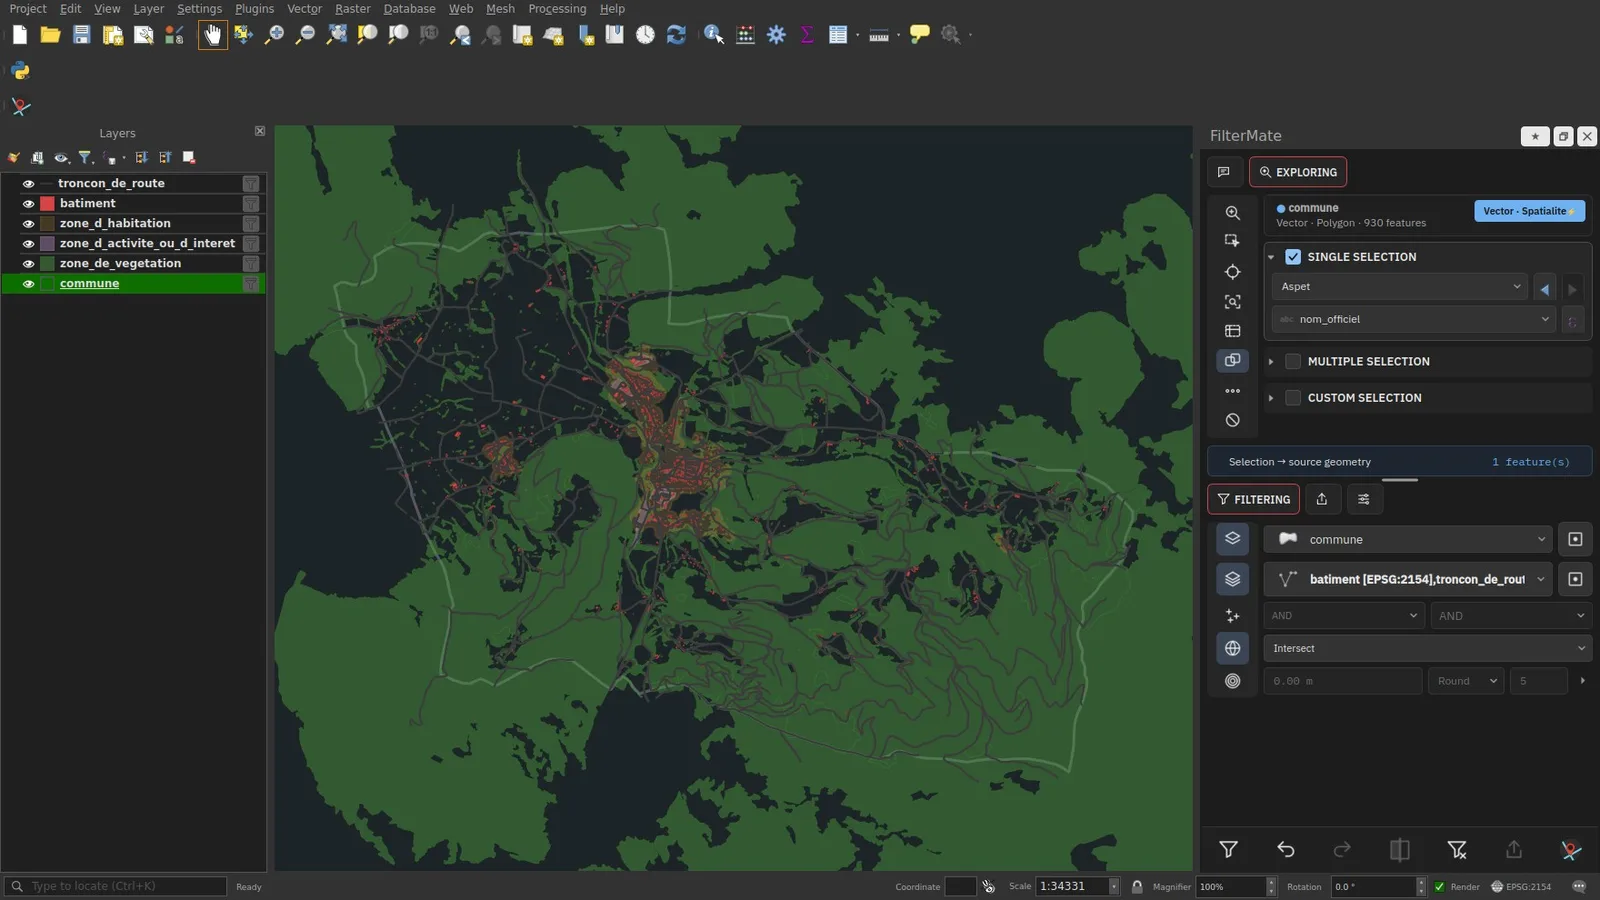 Project Edit View Layer Settings Plugins Vector Raster Database Web Mesh Processing Help
Layers
troncon_de_route
batiment
zone_d_habitation
zone_d_activite_ou_d_interet
zone_de_vegetation
commune
FilterMate
EXPLORING
commune
Vector · Polygon · 930 features
Vector · Spatialite
SINGLE SELECTION
Aspet
abc nom_officiel
MULTIPLE SELECTION
CUSTOM SELECTION
Selection → source geometry 1 feature(s)
FILTERING
commune
batiment [EPSG:2154],troncon_de_rout
AND AND
Intersect
0.00 m Round 5
Type to locate (Ctrl+K) Ready Coordinate Scale 1:34331 Magnifier 100% Rotation 0.0 ° Render EPSG:2154